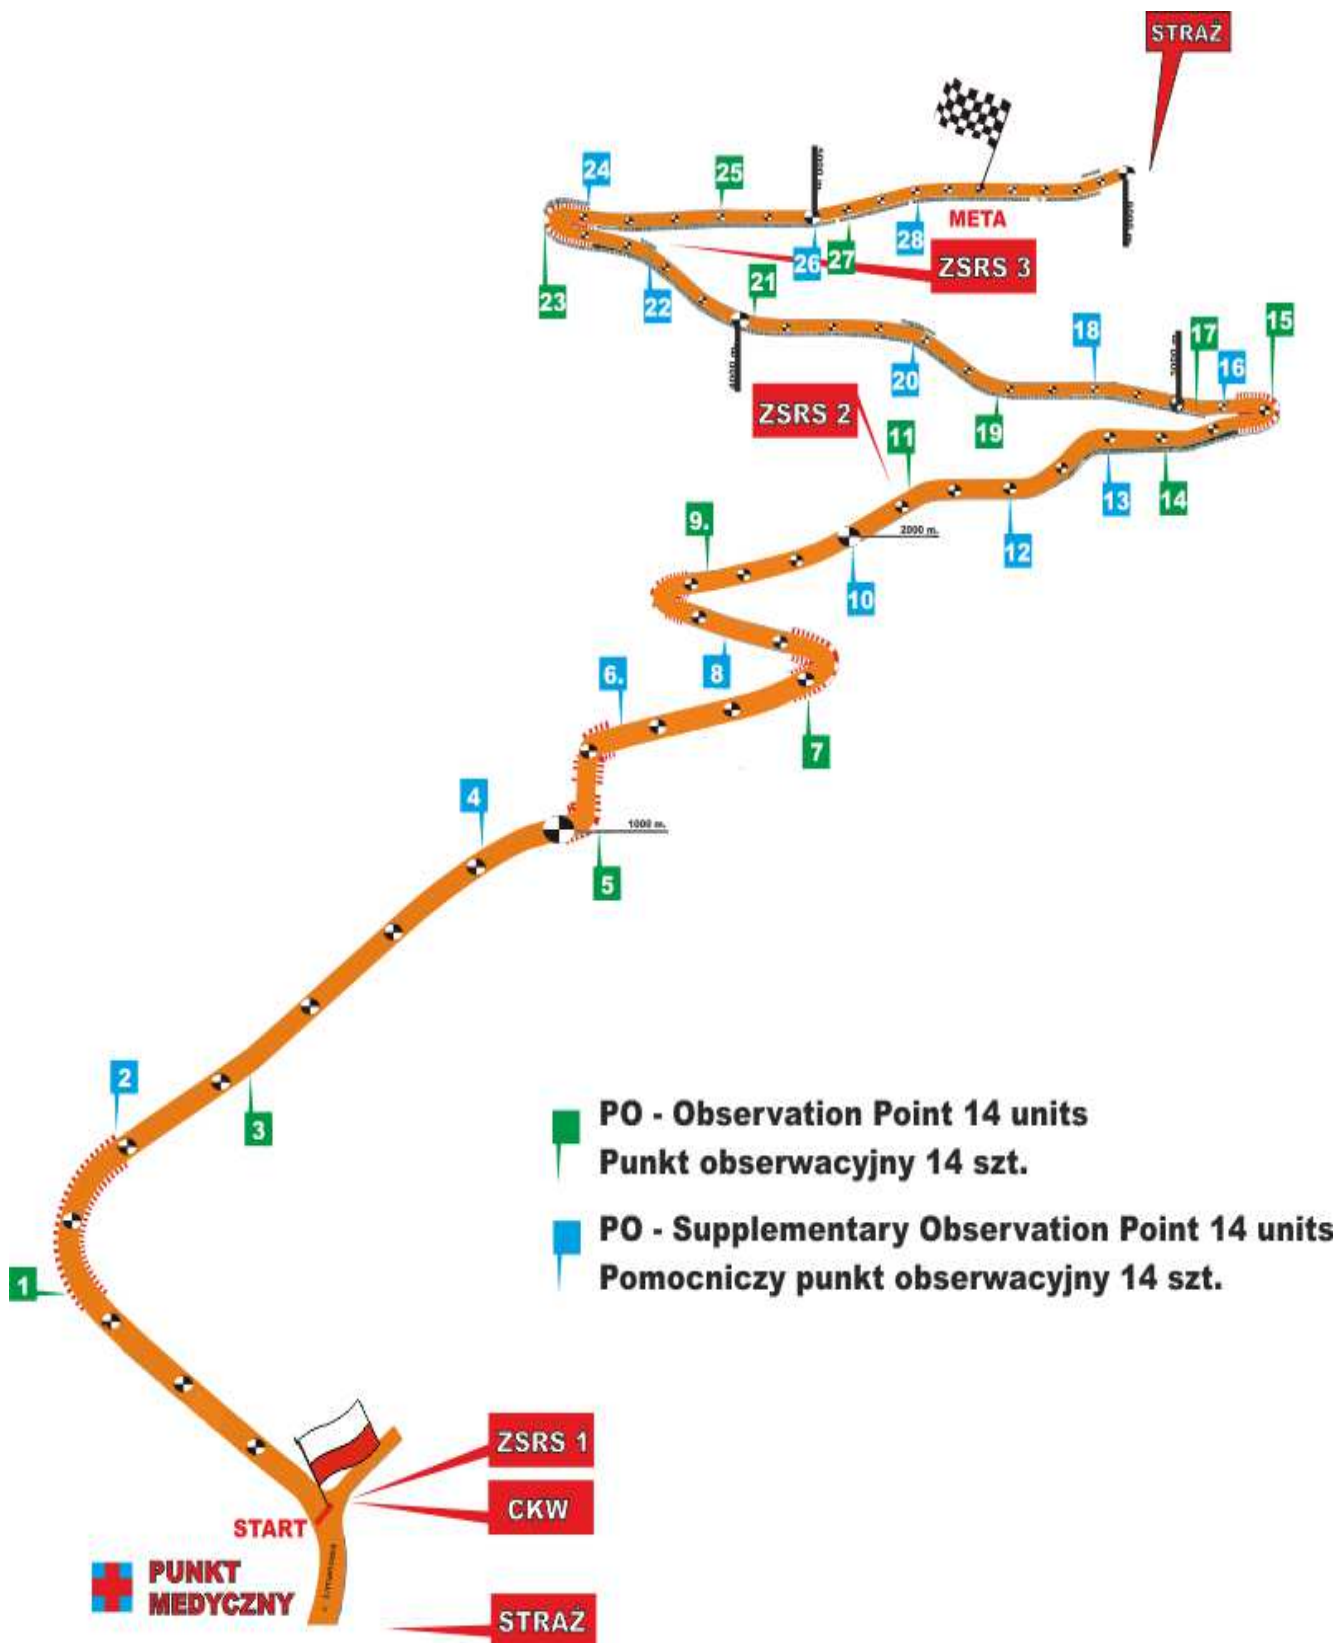 STRAŻ
24
25
META
28
26
27
ZSRS 3
23
22
21
15
17
18
16
20
19
ZSRS 2
11
13
14
9.
2000 m.
12
10
6.
8
7
4
1000 m.
5
2
3
PO - Observation Point 14 units
Punkt obserwacyjny 14 szt.
PO - Supplementary Observation Point 14 units
Pomocniczy punkt obserwacyjny 14 szt.
1
ZSRS 1
CKW
START
PUNKT
MEDYCZNY
STRAŻ